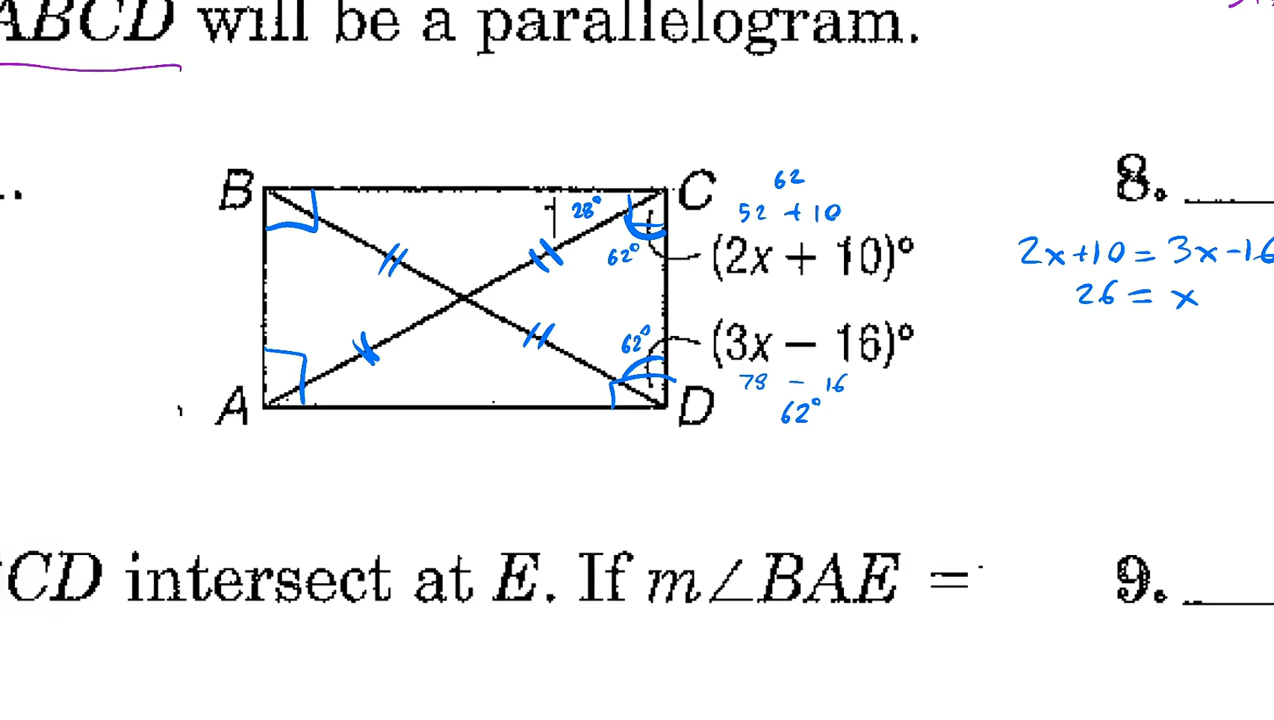 ABCD will be a parallelogram.
B
C
28°
62°
62
52 + 10
(2x + 10)°
62°
(3x − 16)°
78 − 16
62°
A
D
8.
2x+10 = 3x-16
26 = x
CD intersect at E. If m∠BAE =
9.